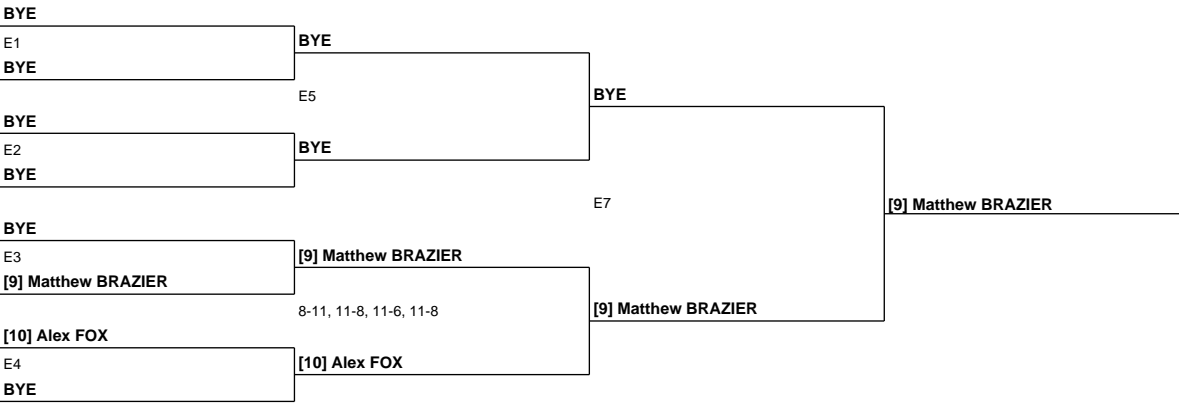 BYE
E1
BYE
BYE
E5
BYE
BYE
E2
BYE
BYE
E7
[9] Matthew BRAZIER
BYE
E3
[9] Matthew BRAZIER
[9] Matthew BRAZIER
8-11, 11-8, 11-6, 11-8
[9] Matthew BRAZIER
[10] Alex FOX
E4
[10] Alex FOX
BYE